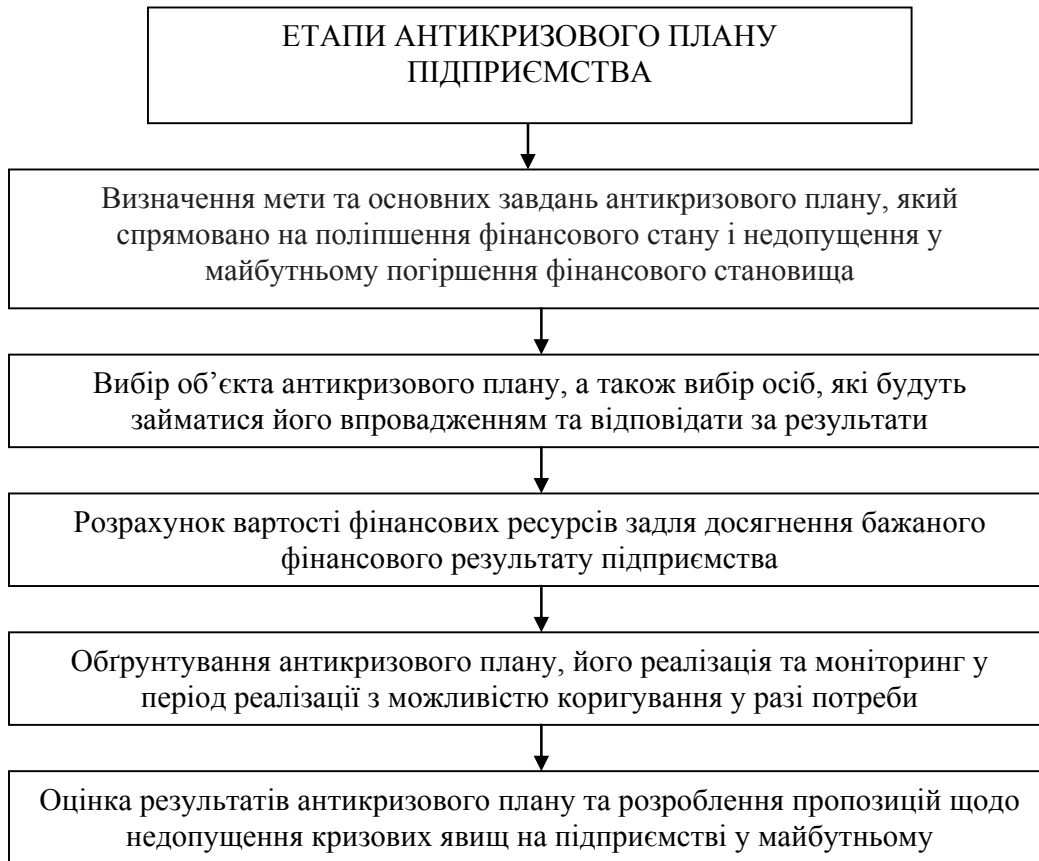 ЕТАПИ АНТИКРИЗОВОГО ПЛАНУ
ПІДПРИЄМСТВА
Визначення мети та основних завдань антикризового плану, який
спрямовано на поліпшення фінансового стану і недопущення у
майбутньому погіршення фінансового становища
Вибір об’єкта антикризового плану, а також вибір осіб, які будуть
займатися його впровадженням та відповідати за результати
Розрахунок вартості фінансових ресурсів задля досягнення бажаного
фінансового результату підприємства
Обґрунтування антикризового плану, його реалізація та моніторинг у
період реалізації з можливістю коригування у разі потреби
Оцінка результатів антикризового плану та розроблення пропозицій щодо
недопущення кризових явищ на підприємстві у майбутньому